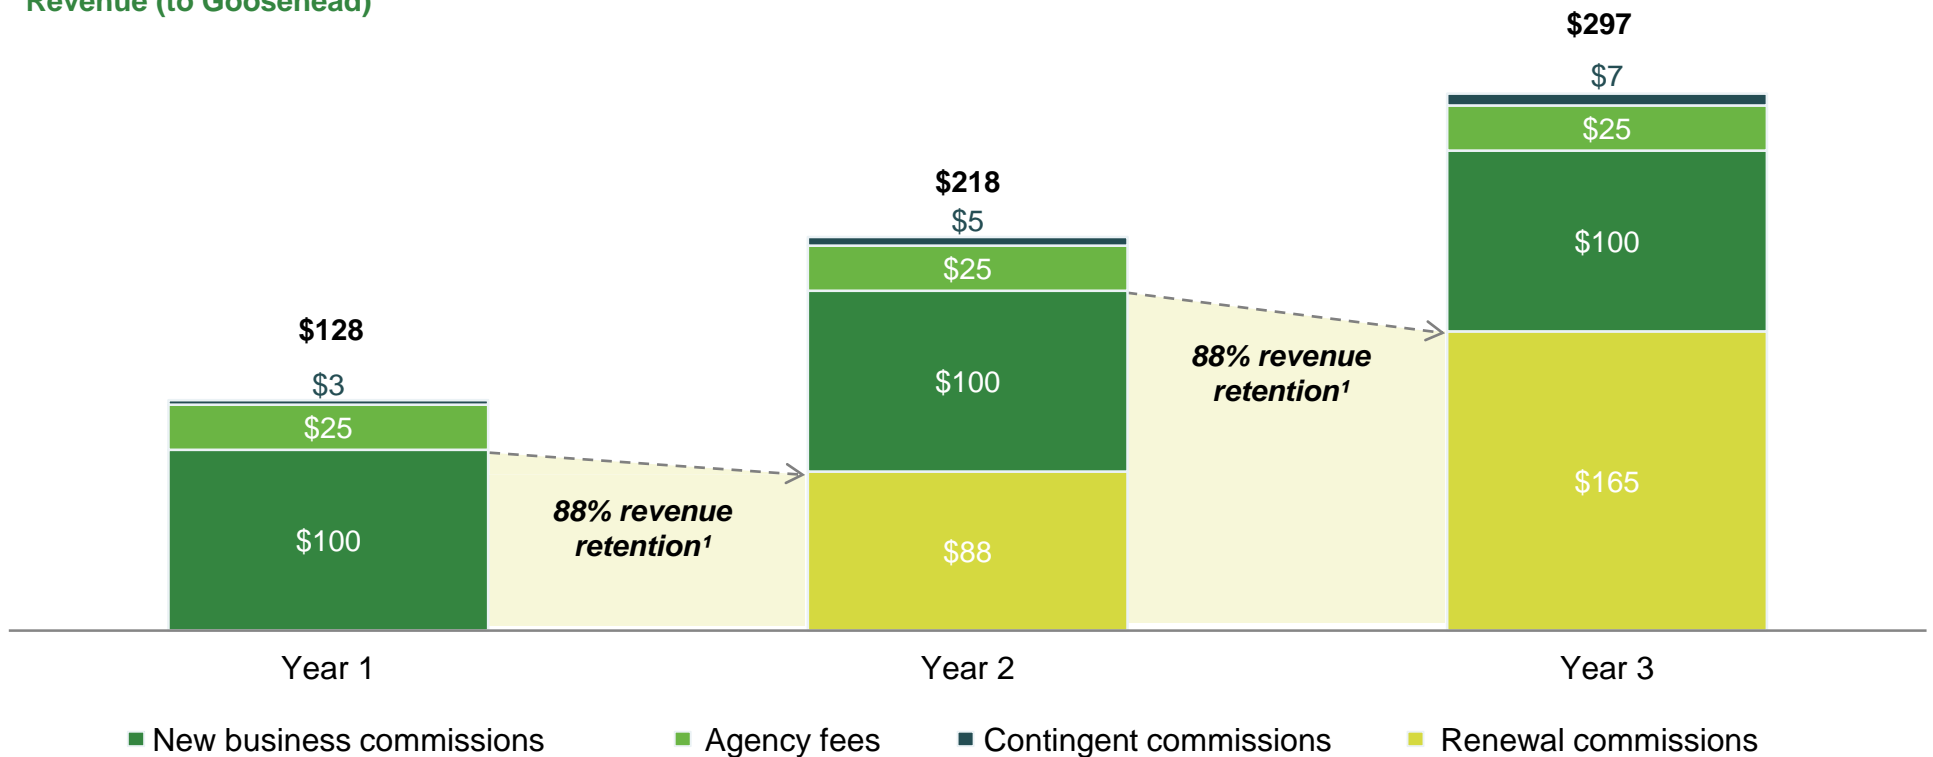 Revenue (to Goosehead)
$297
$7
$25
$100
$165
$218
$5
$25
$100
$88
$128
$3
$25
$100
88% revenue
retention¹
88% revenue
retention¹
Year 1
Year 2
Year 3
New business commissions
Agency fees
Contingent commissions
Renewal commissions